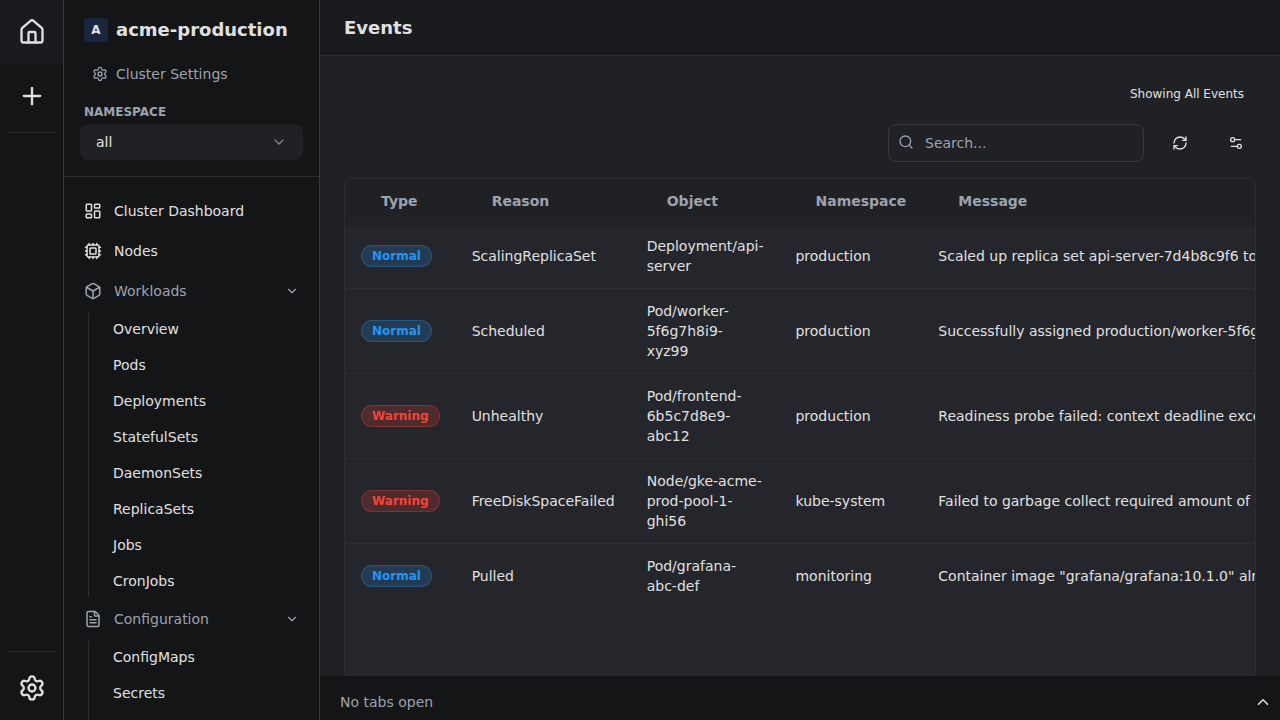 A acme-production
Cluster Settings
NAMESPACE
all
Cluster Dashboard
Nodes
Workloads
Overview
Pods
Deployments
StatefulSets
DaemonSets
ReplicaSets
Jobs
CronJobs
Configuration
ConfigMaps
Secrets
Events
Showing All Events
Search...
Type Reason Object Namespace Message
Normal ScalingReplicaSet Deployment/api-
server
production Scaled up replica set api-server-7d4b8c9f6 to
Normal Scheduled Pod/worker-
5f6g7h8i9-
xyz99
production Successfully assigned production/worker-5f6g
Warning Unhealthy Pod/frontend-
6b5c7d8e9-
abc12
production Readiness probe failed: context deadline exc
Warning FreeDiskSpaceFailed Node/gke-acme-
prod-pool-1-
ghi56
kube-system Failed to garbage collect required amount of
Normal Pulled Pod/grafana-
abc-def
monitoring Container image "grafana/grafana:10.1.0" alr
No tabs open